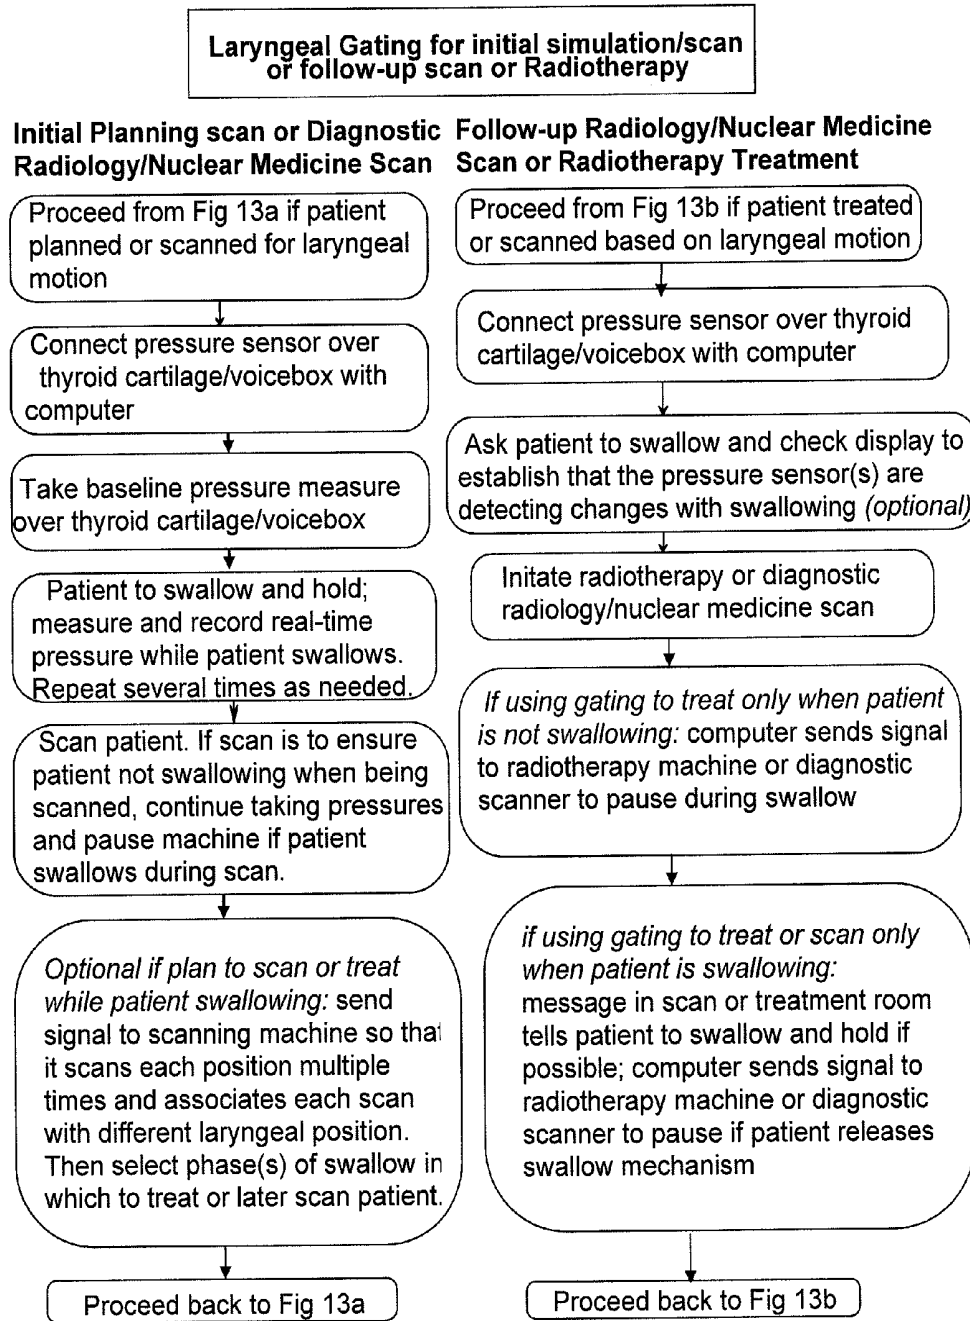 Laryngeal Gating for initial simulation/scan
or follow-up scan or Radiotherapy
Initial Planning scan or Diagnostic
Radiology/Nuclear Medicine Scan
Proceed from Fig 13a if patient
planned or scanned for laryngeal
motion
Connect pressure sensor over
thyroid cartilage/voicebox with
computer
Take baseline pressure measure
over thyroid cartilage/voicebox
Patient to swallow and hold;
measure and record real-time
pressure while patient swallows.
Repeat several times as needed.
Scan patient. If scan is to ensure
patient not swallowing when being
scanned, continue taking pressures
and pause machine if patient
swallows during scan.
Optional if plan to scan or treat
while patient swallowing: send
signal to scanning machine so that
it scans each position multiple
times and associates each scan
with different laryngeal position.
Then select phase(s) of swallow in
which to treat or later scan patient.
Proceed back to Fig 13a
Follow-up Radiology/Nuclear Medicine
Scan or Radiotherapy Treatment
Proceed from Fig 13b if patient treated
or scanned based on laryngeal motion
Connect pressure sensor over thyroid
cartilage/voicebox with computer
Ask patient to swallow and check display to
establish that the pressure sensor(s) are
detecting changes with swallowing (optional)
Initate radiotherapy or diagnostic
radiology/nuclear medicine scan
If using gating to treat only when patient
is not swallowing: computer sends signal
to radiotherapy machine or diagnostic
scanner to pause during swallow
if using gating to treat or scan only
when patient is swallowing:
message in scan or treatment room
tells patient to swallow and hold if
possible; computer sends signal to
radiotherapy machine or diagnostic
scanner to pause if patient releases
swallow mechanism
Proceed back to Fig 13b